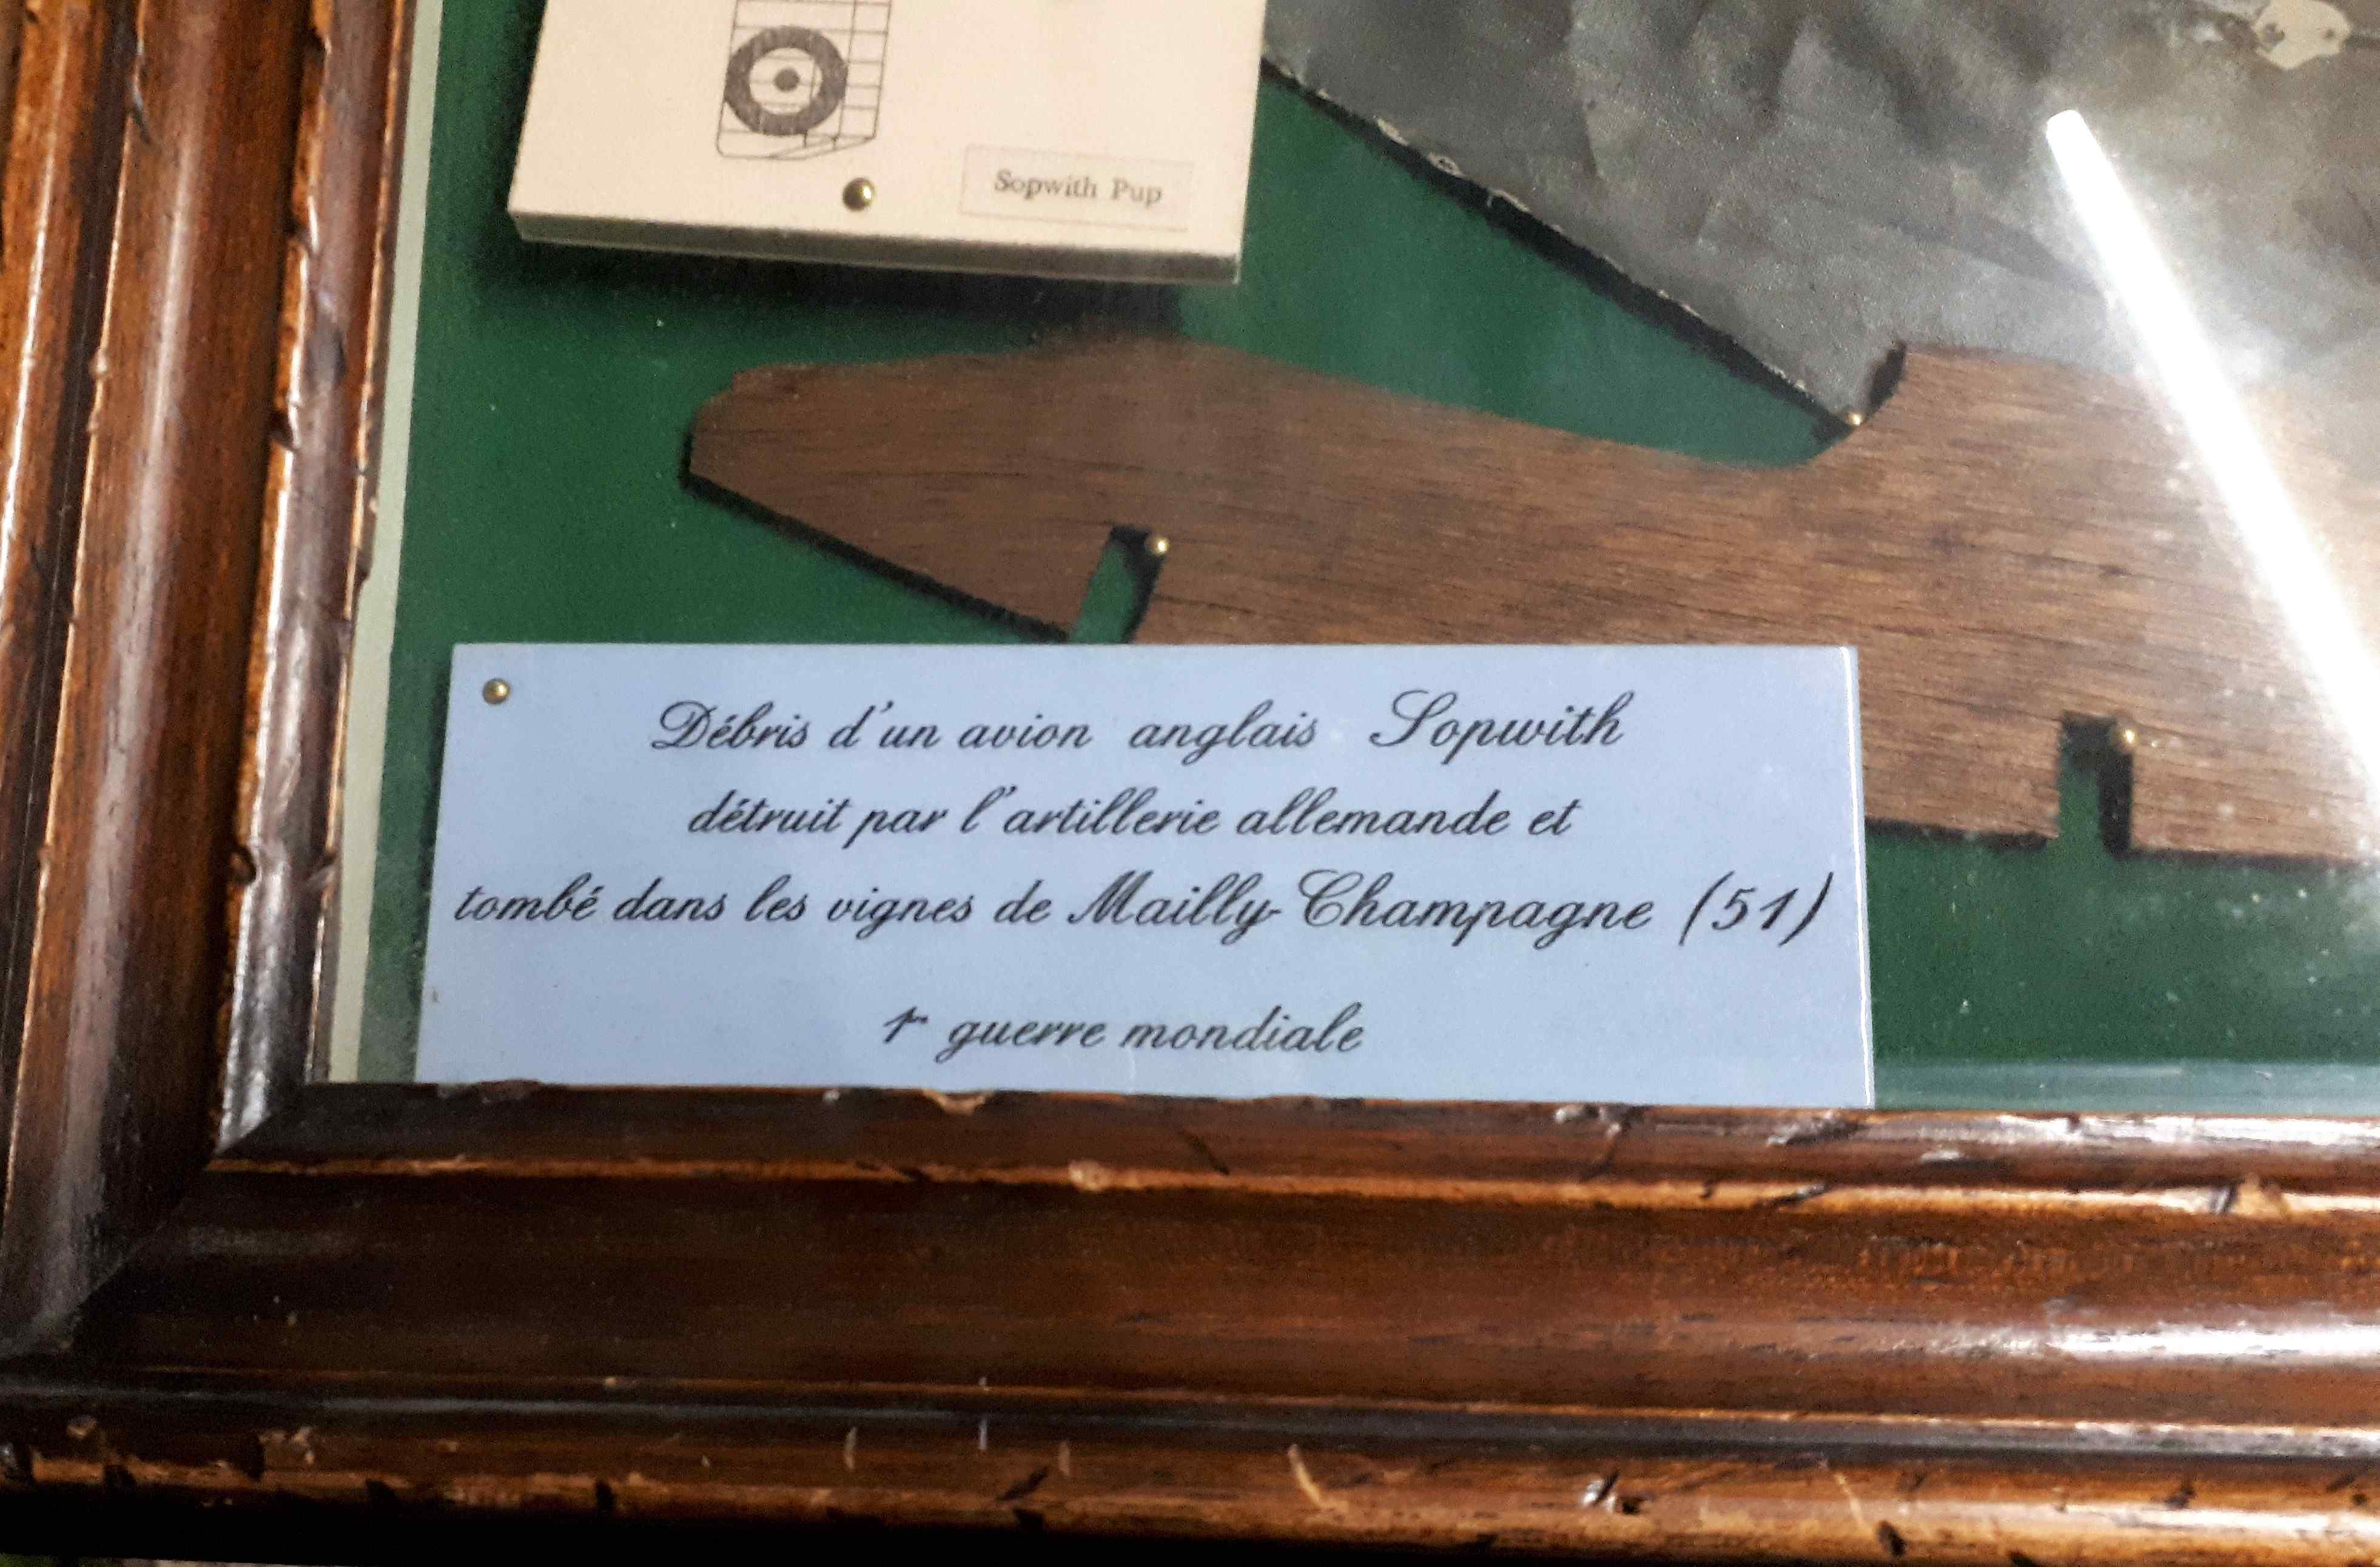 Sopwith Pup
Débris d'un avion anglais Sopwith
détruit par l'artillerie allemande et
tombé dans les vignes de Mailly-Champagne (51)
1re guerre mondiale